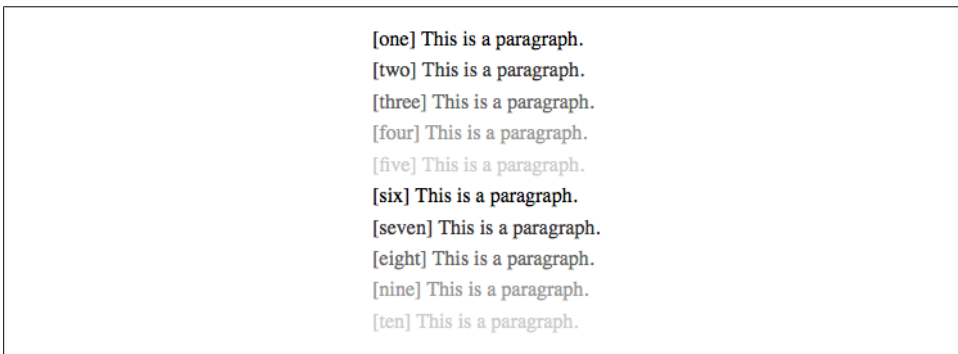 [one] This is a paragraph.
[two] This is a paragraph.
[three] This is a paragraph.
[four] This is a paragraph.
[five] This is a paragraph.
[six] This is a paragraph.
[seven] This is a paragraph.
[eight] This is a paragraph.
[nine] This is a paragraph.
[ten] This is a paragraph.